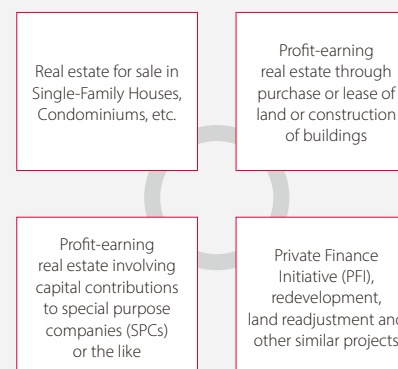 Real estate for sale in
Single-Family Houses,
Condominiums, etc.
Profit-earning
real estate through
purchase or lease of
land or construction
of buildings
Profit-earning
real estate involving
capital contributions
to special purpose
companies (SPCs)
or the like
Private Finance
Initiative (PFI),
redevelopment,
land readjustment and
other similar projects